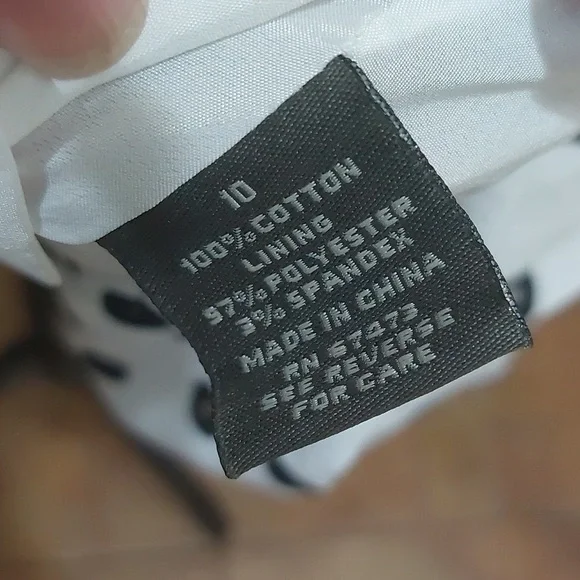 10
100% COTTON
LINING
97% POLYESTER
3% SPANDEX
MADE IN CHINA
RN 67473
SEE REVERSE
FOR CARE